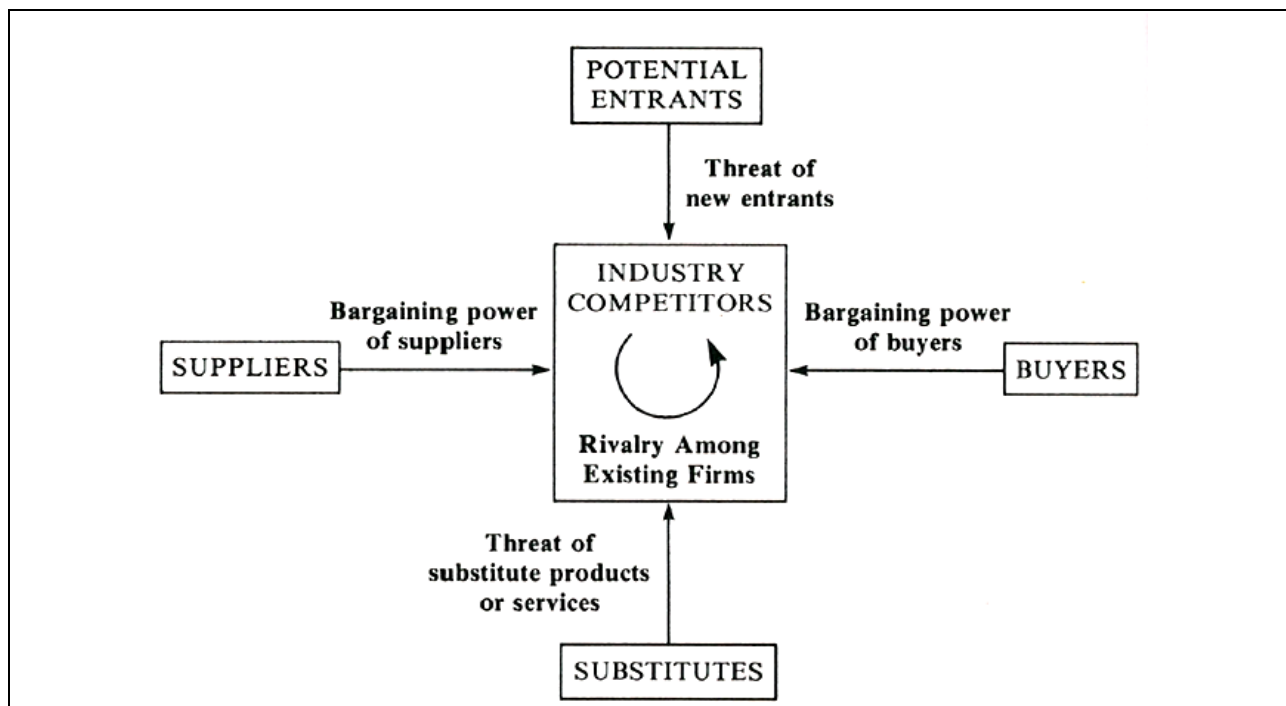 POTENTIAL
ENTRANTS
Threat of
new entrants
INDUSTRY
COMPETITORS
Bargaining power
of suppliers
Bargaining power
of buyers
SUPPLIERS
BUYERS
Rivalry Among
Existing Firms
Threat of
substitute products
or services
SUBSTITUTES